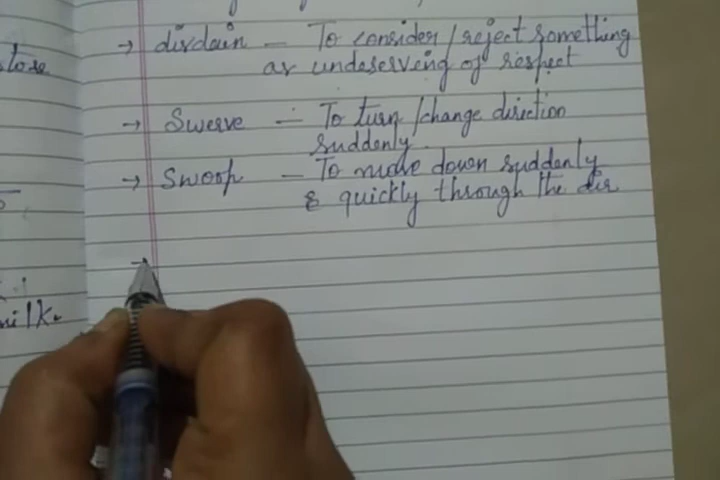 → disdain — To consider/reject something
as undeserving of respect
→ Swerve — To turn/change direction
suddenly.
→ Swoop — To move down suddenly
& quickly through the air
milk